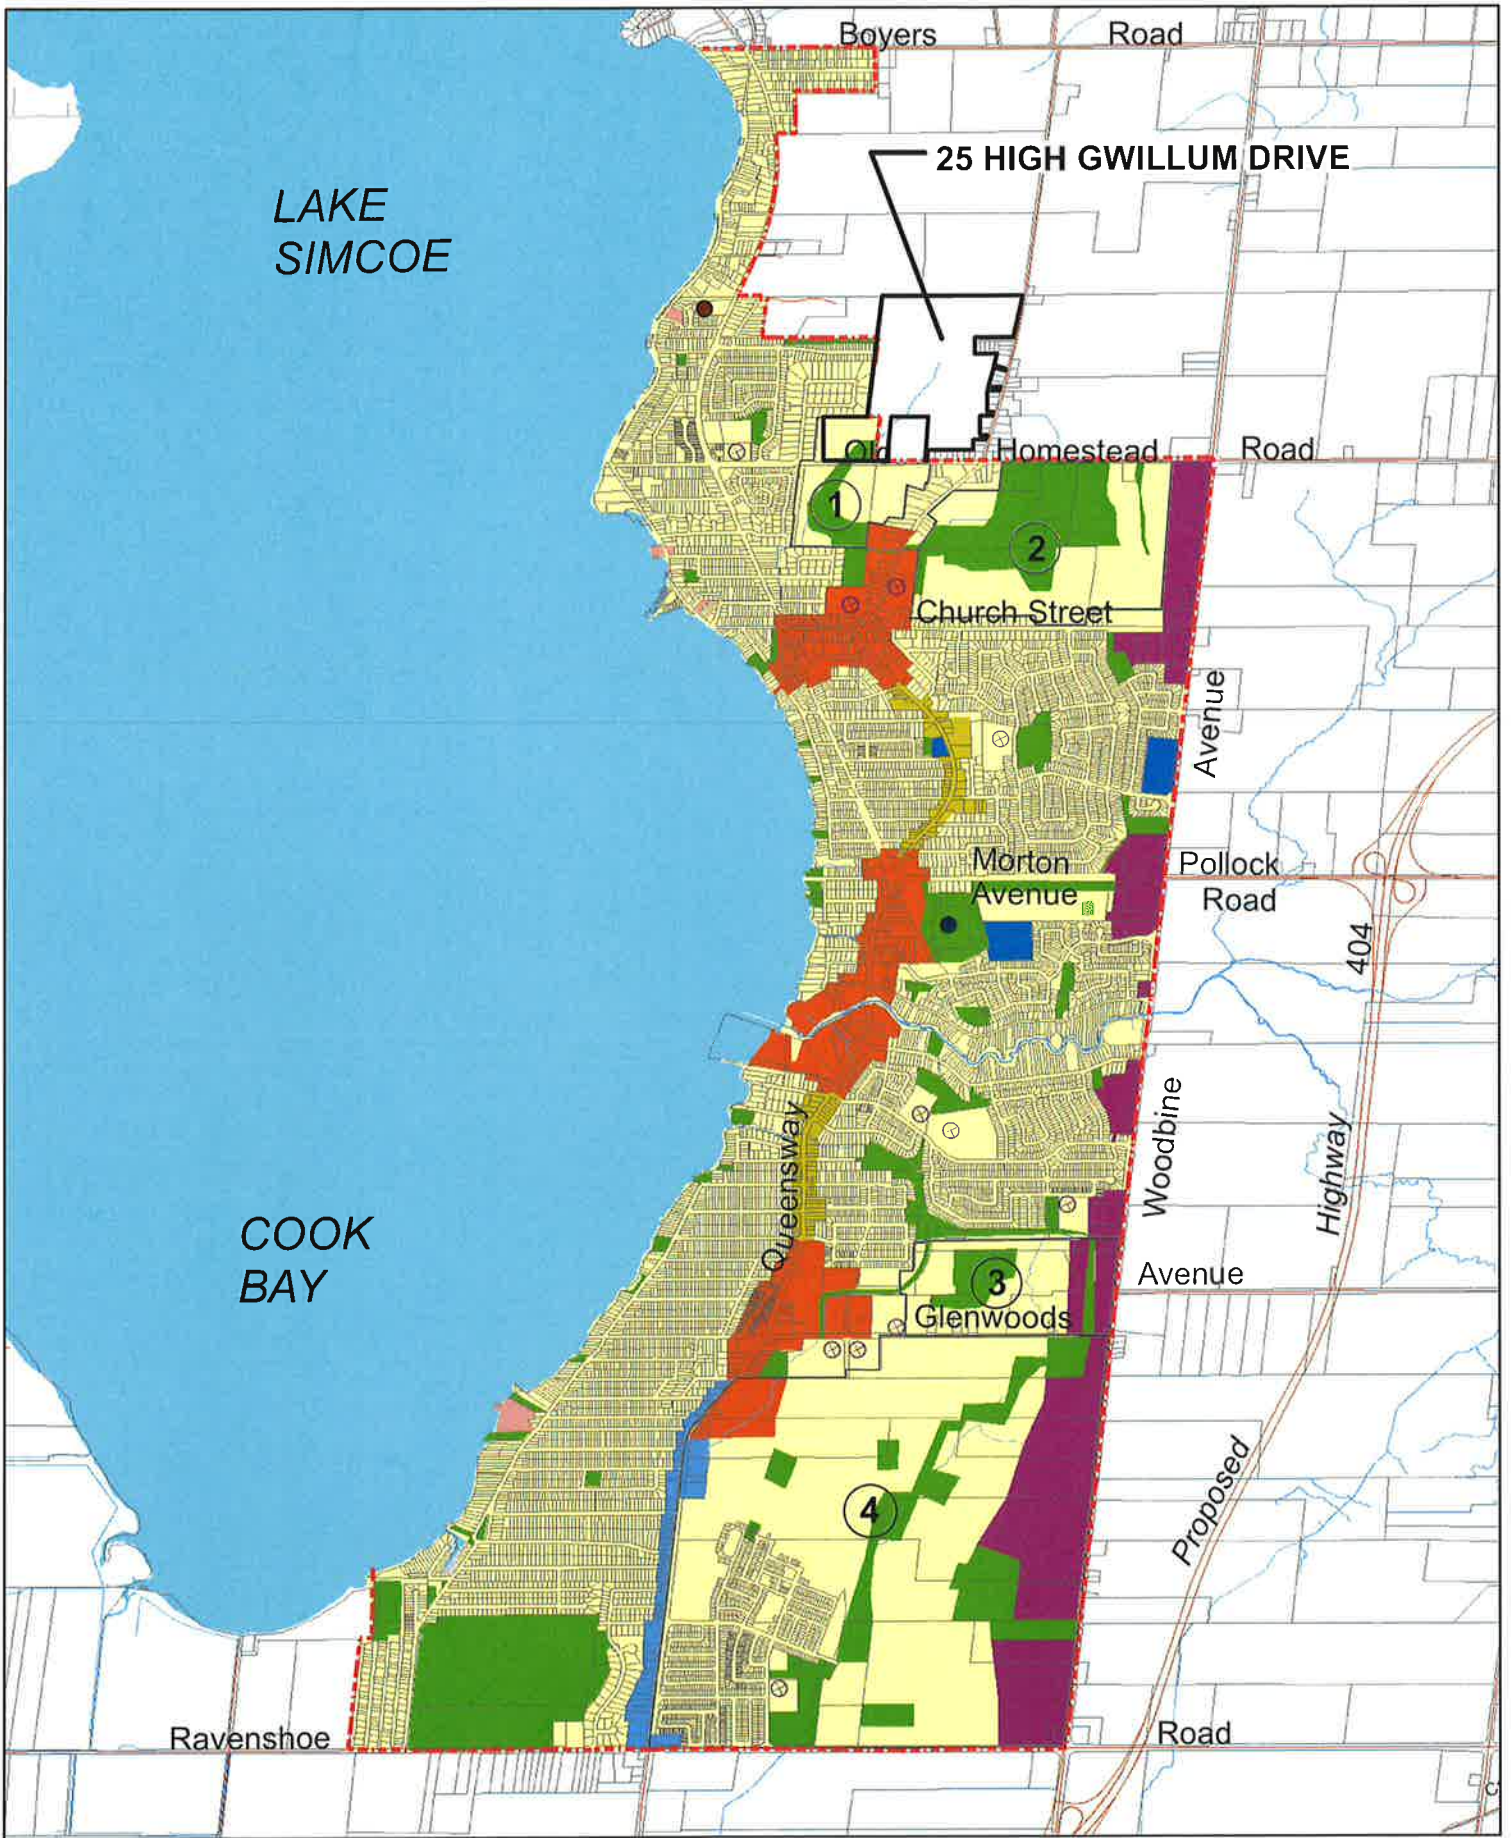 Boyers Road
25 HIGH GWILLUM DRIVE
LAKE
SIMCOE
Old Homestead Road
1
2
Church Street
Avenue
Morton
Avenue
Pollock
Road
404
Woodbine
Highway
Queensway
COOK
BAY
3
Avenue
Glenwoods
4
Proposed
Ravenshoe Road